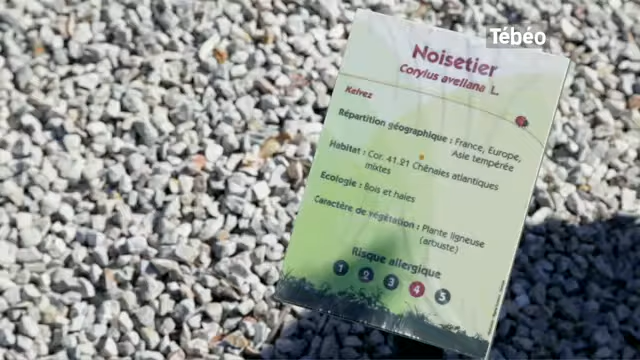 Tébéo
Noisetier
Corylus avellana L.
Kelvez
Répartition géographique : France, Europe,
Asie tempérée
Habitat : Cor. 41.21 Chênaies atlantiques
mixtes
Ecologie : Bois et haies
Caractère de végétation : Plante ligneuse
(arbuste)
Risque allergique
1 2 3 4 5